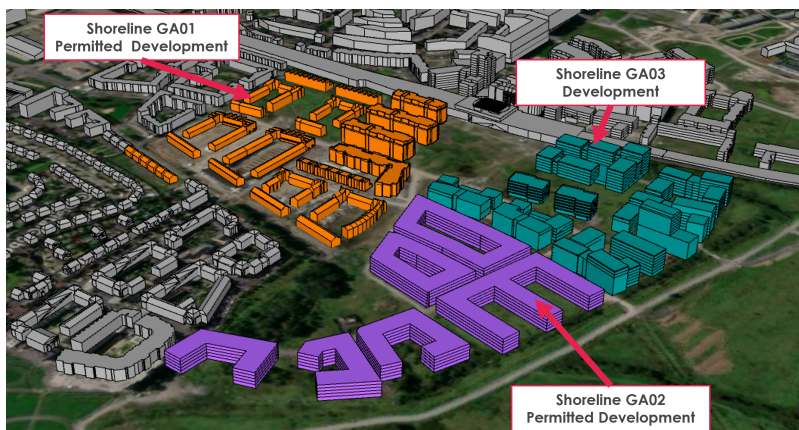 Shoreline GA01
Permitted Development
Shoreline GA03
Development
Shoreline GA02
Permitted Development